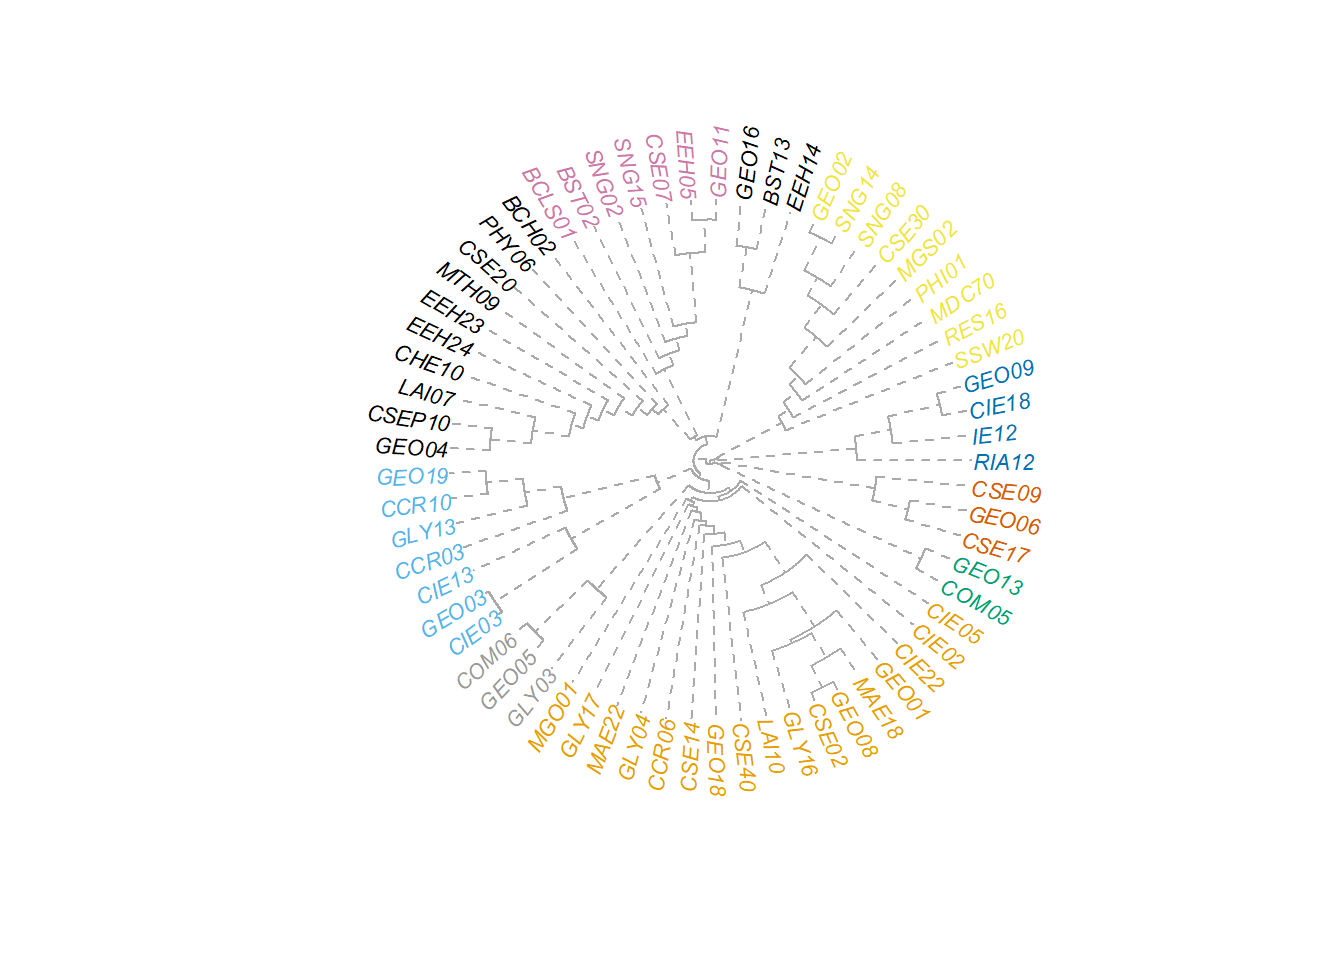 GEO16
BST13
EEH14
GEO02
SNG14
SNG08
CSE30
MGS02
PHI01
MDC70
RES16
SSW20
GEO09
CIE18
IE12
RIA12
CSE09
GEO06
CSE17
GEO13
COM05
CIE05
CIE02
CIE22
GEO01
MAE18
GEO08
CSE02
GLY16
LAI10
CSE40
GEO18
CSE14
CCR06
GLY04
MAE22
GLY17
MGO01
GLY03
GEO05
COM06
CIE03
GEO03
CIE13
CCR03
GLY13
CCR10
GEO19
GEO04
CSEP10
LAI07
CHE10
EEH24
EEH23
MTH09
CSE20
PHY06
BCH02
BCLS01
BST02
SNG02
SNG15
CSE07
EEH05
GEO11